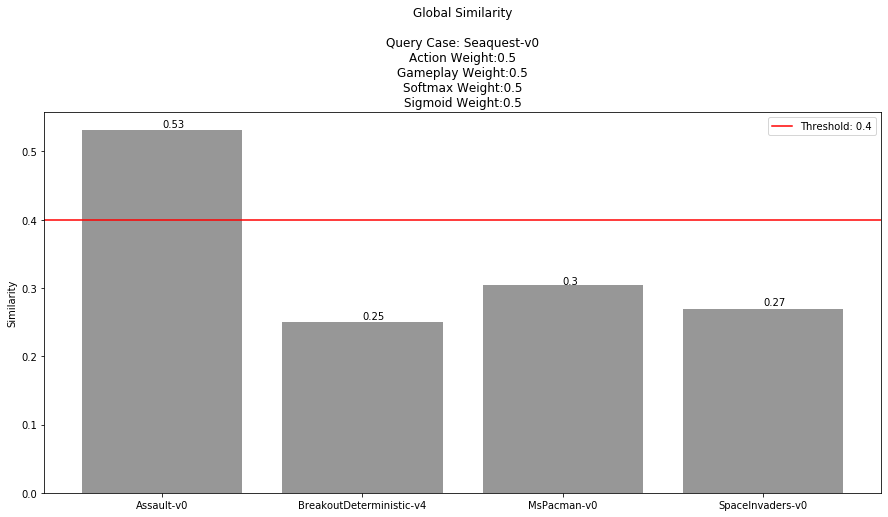 Global Similarity
Query Case: Seaquest-v0
Action Weight:0.5
Gameplay Weight:0.5
Softmax Weight:0.5
Sigmoid Weight:0.5
Threshold: 0.4
0.53
0.25
0.3
0.27
Similarity
0.5
0.4
0.3
0.2
0.1
0.0
Assault-v0
BreakoutDeterministic-v4
MsPacman-v0
SpaceInvaders-v0